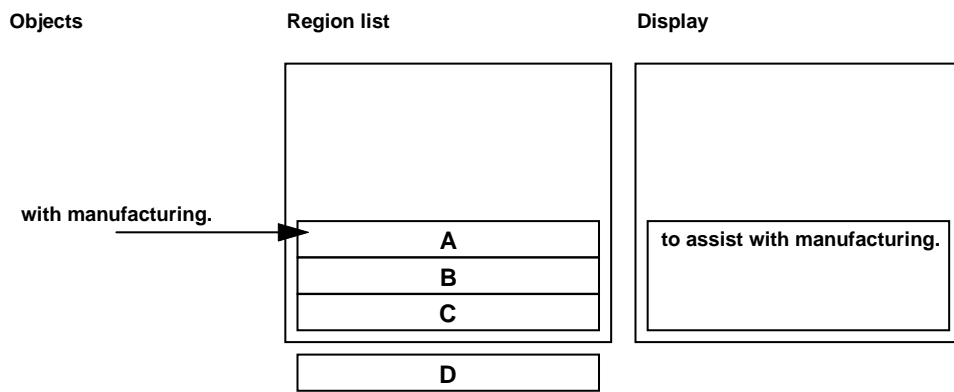 Objects Region list Display
with manufacturing.
A
to assist with manufacturing.
B
C
D